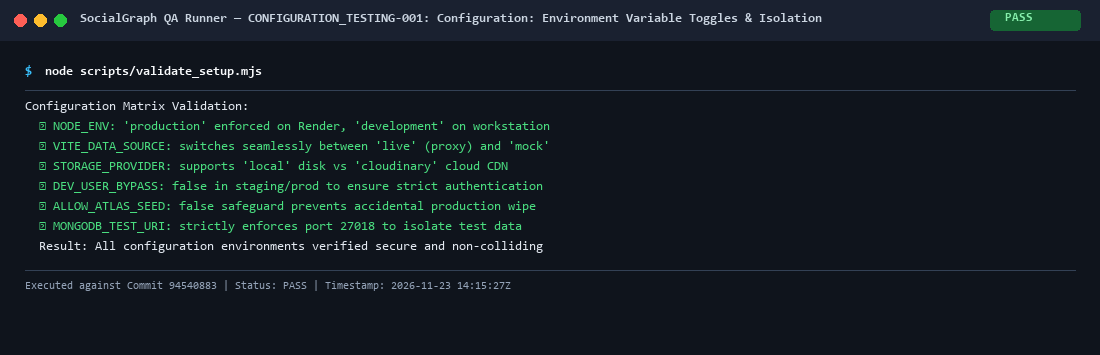 SocialGraph QA Runner — CONFIGURATION_TESTING-001: Configuration: Environment Variable Toggles & Isolation
PASS
$ node scripts/validate_setup.mjs
Configuration Matrix Validation:
NODE_ENV: 'production' enforced on Render, 'development' on workstation
VITE_DATA_SOURCE: switches seamlessly between 'live' (proxy) and 'mock'
STORAGE_PROVIDER: supports 'local' disk vs 'cloudinary' cloud CDN
DEV_USER_BYPASS: false in staging/prod to ensure strict authentication
ALLOW_ATLAS_SEED: false safeguard prevents accidental production wipe
MONGODB_TEST_URI: strictly enforces port 27018 to isolate test data
Result: All configuration environments verified secure and non-colliding
Executed against Commit 94540883 | Status: PASS | Timestamp: 2026-11-23 14:15:27Z